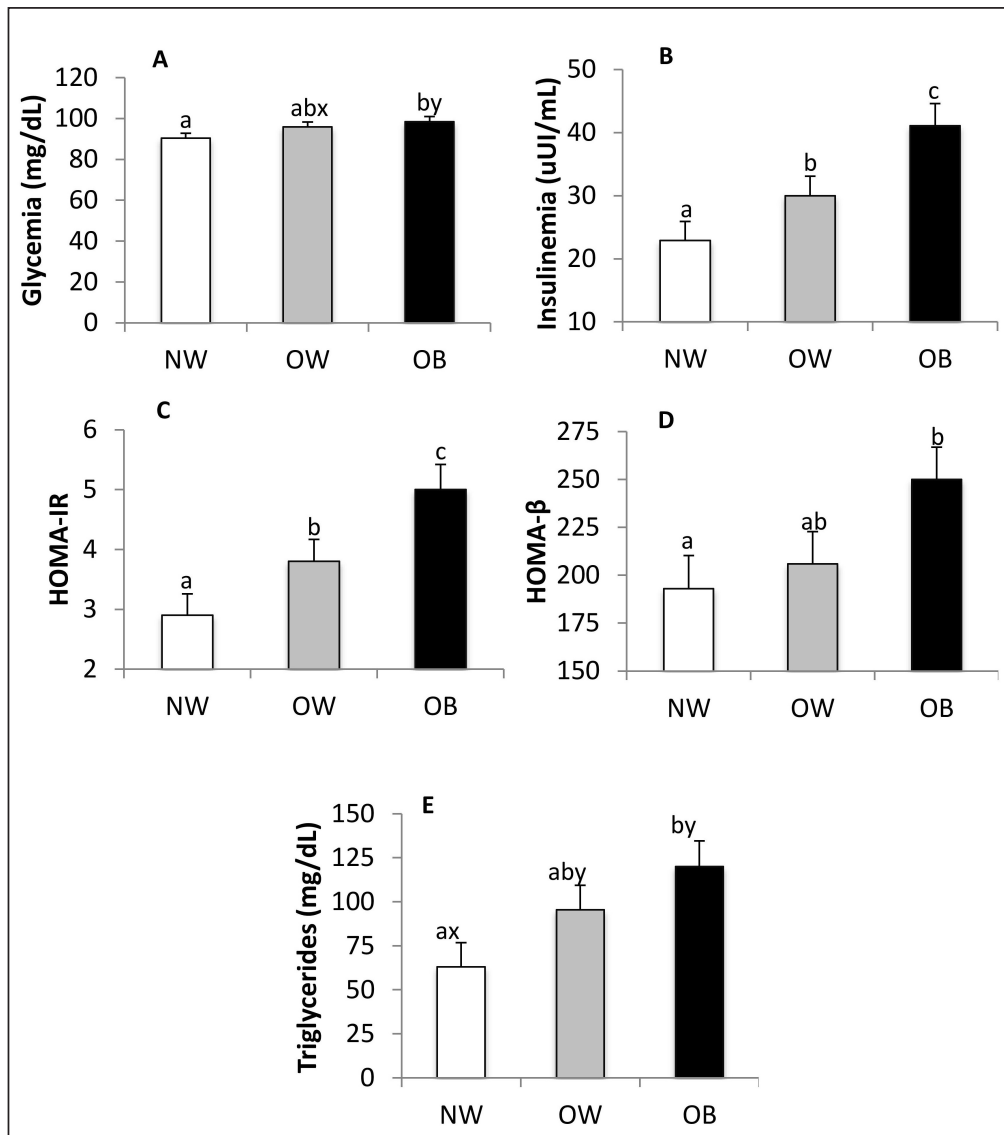 A
Glycemia (mg/dL)
120
100
80
60
40
20
0
a
abx
by
NW
OW
OB
B
Insulinemia (uUI/mL)
50
40
30
20
10
a
b
c
NW
OW
OB
C
HOMA-IR
6
5
4
3
2
a
b
c
NW
OW
OB
D
HOMA-β
275
250
225
200
175
150
a
ab
b
NW
OW
OB
E
Triglycerides (mg/dL)
150
125
100
75
50
25
0
ax
aby
by
NW
OW
OB